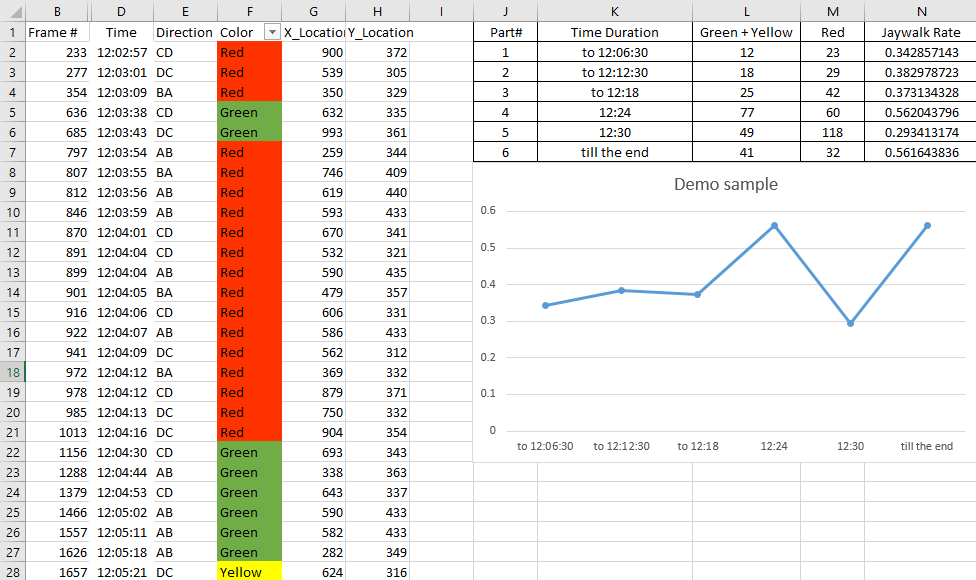 B D E F G H I J K L M N
1 Frame # Time Direction Color X_Location Y_Location Part# Time Duration Green + Yellow Red Jaywalk Rate
2 233 12:02:57 CD Red 900 372 1 to 12:06:30 12 23 0.342857143
3 277 12:03:01 DC Red 539 305 2 to 12:12:30 18 29 0.382978723
4 354 12:03:09 BA Red 350 329 3 to 12:18 25 42 0.373134328
5 636 12:03:38 CD Green 632 335 4 12:24 77 60 0.562043796
6 685 12:03:43 DC Green 993 361 5 12:30 49 118 0.293413174
7 797 12:03:54 AB Red 259 344 6 till the end 41 32 0.561643836
8 807 12:03:55 BA Red 746 409
9 812 12:03:56 AB Red 619 440
10 846 12:03:59 AB Red 593 433
11 870 12:04:01 CD Red 670 341
12 891 12:04:04 CD Red 532 321
13 899 12:04:04 AB Red 590 435
14 901 12:04:05 BA Red 479 357
15 916 12:04:06 CD Red 606 331
16 922 12:04:07 AB Red 586 433
17 941 12:04:09 DC Red 562 312
18 972 12:04:12 BA Red 369 332
19 978 12:04:12 CD Red 879 371
20 985 12:04:13 DC Red 750 332
21 1013 12:04:16 DC Red 904 354
22 1156 12:04:30 CD Green 693 343
23 1288 12:04:44 AB Green 338 363
24 1379 12:04:53 CD Green 643 337
25 1466 12:05:02 AB Green 590 433
26 1557 12:05:11 AB Green 582 433
27 1626 12:05:18 AB Green 282 349
28 1657 12:05:21 DC Yellow 624 316
Demo sample
0.6
0.5
0.4
0.3
0.2
0.1
0
to 12:06:30 to 12:12:30 to 12:18 12:24 12:30 till the end